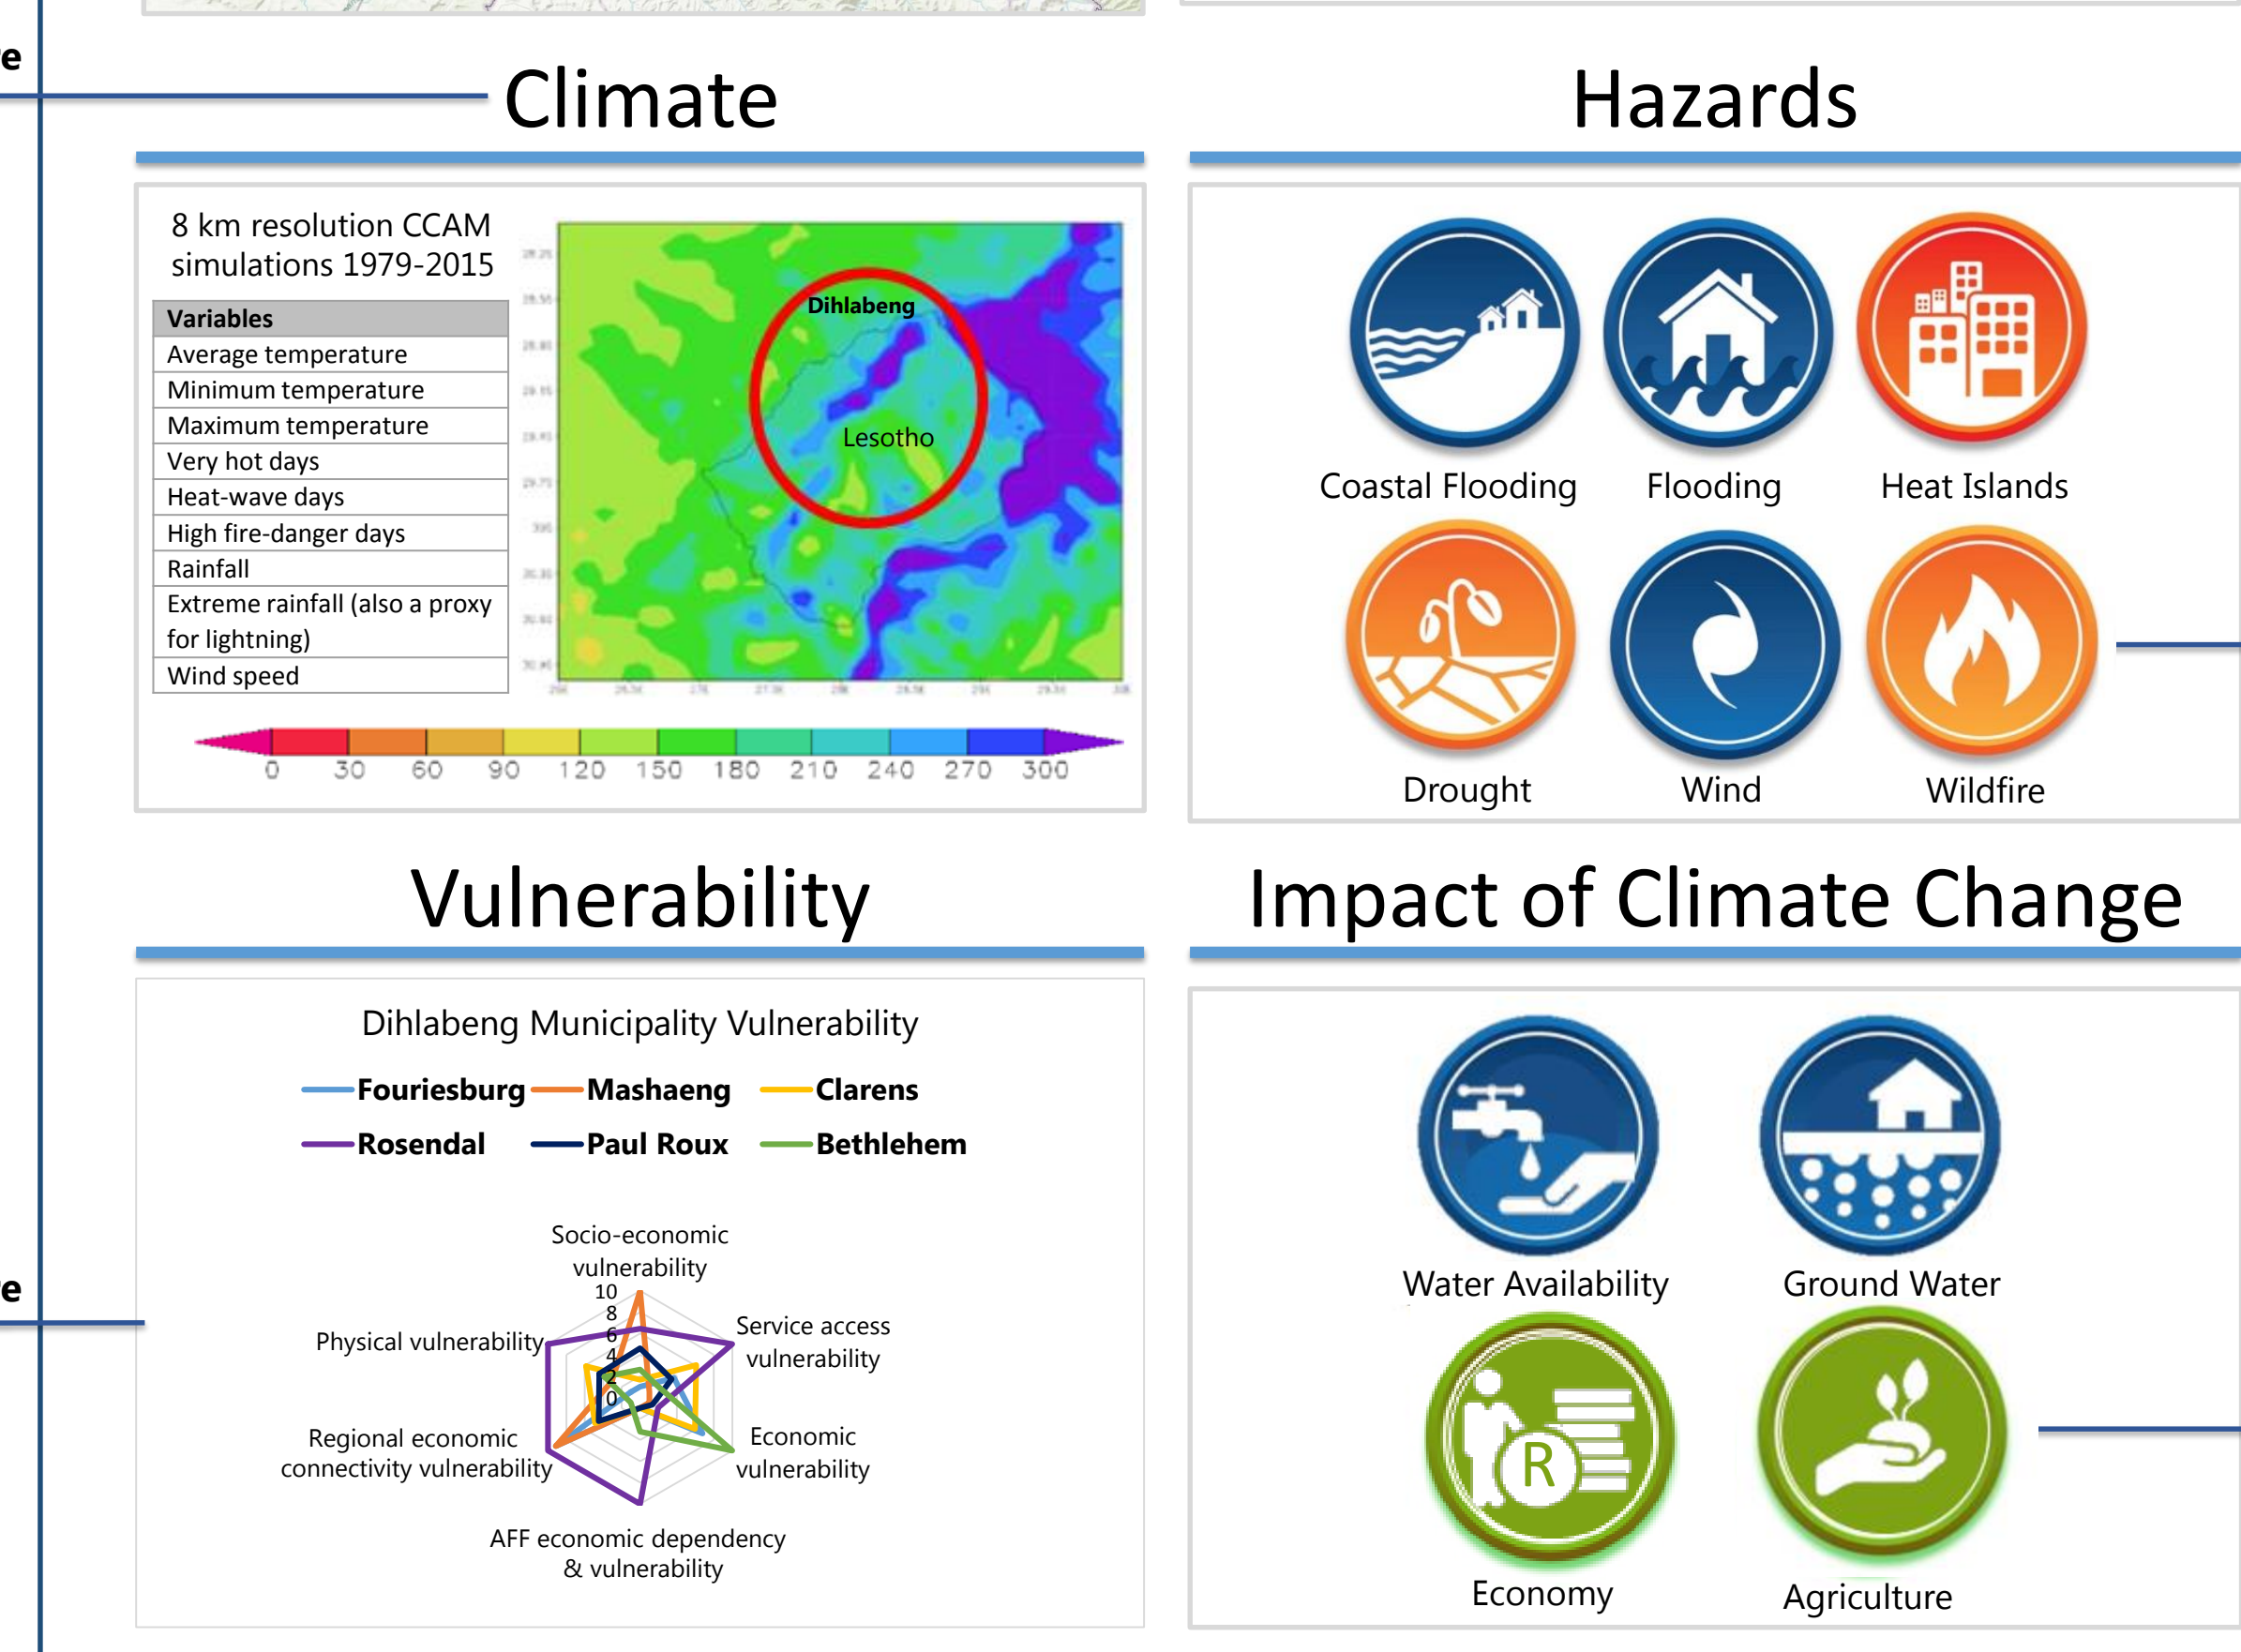 re
Climate
8 km resolution CCAM
simulations 1979-2015
Variables
Average temperature
Minimum temperature
Maximum temperature
Very hot days
Heat-wave days
High fire-danger days
Rainfall
Extreme rainfall (also a proxy
for lightning)
Wind speed
Dihlabeng
Lesotho
0 30 60 90 120 150 180 210 240 270 300
Hazards
Coastal Flooding
Flooding
Heat Islands
Drought
Wind
Wildfire
Vulnerability
Dihlabeng Municipality Vulnerability
Fouriesburg Mashaeng Clarens
Rosendal Paul Roux Bethlehem
Socio-economic
vulnerability
10
8
6
4
2
0
Service access
vulnerability
Economic
vulnerability
AFF economic dependency
& vulnerability
Regional economic
connectivity vulnerability
Physical vulnerability
re
Impact of Climate Change
Water Availability
Ground Water
R
Economy
Agriculture